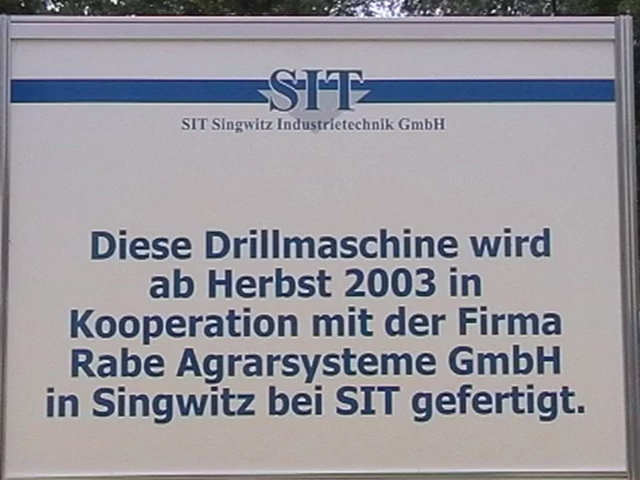 SIT
SIT Singwitz Industrietechnik GmbH
Diese Drillmaschine wird
ab Herbst 2003 in
Kooperation mit der Firma
Rabe Agrarsysteme GmbH
in Singwitz bei SIT gefertigt.